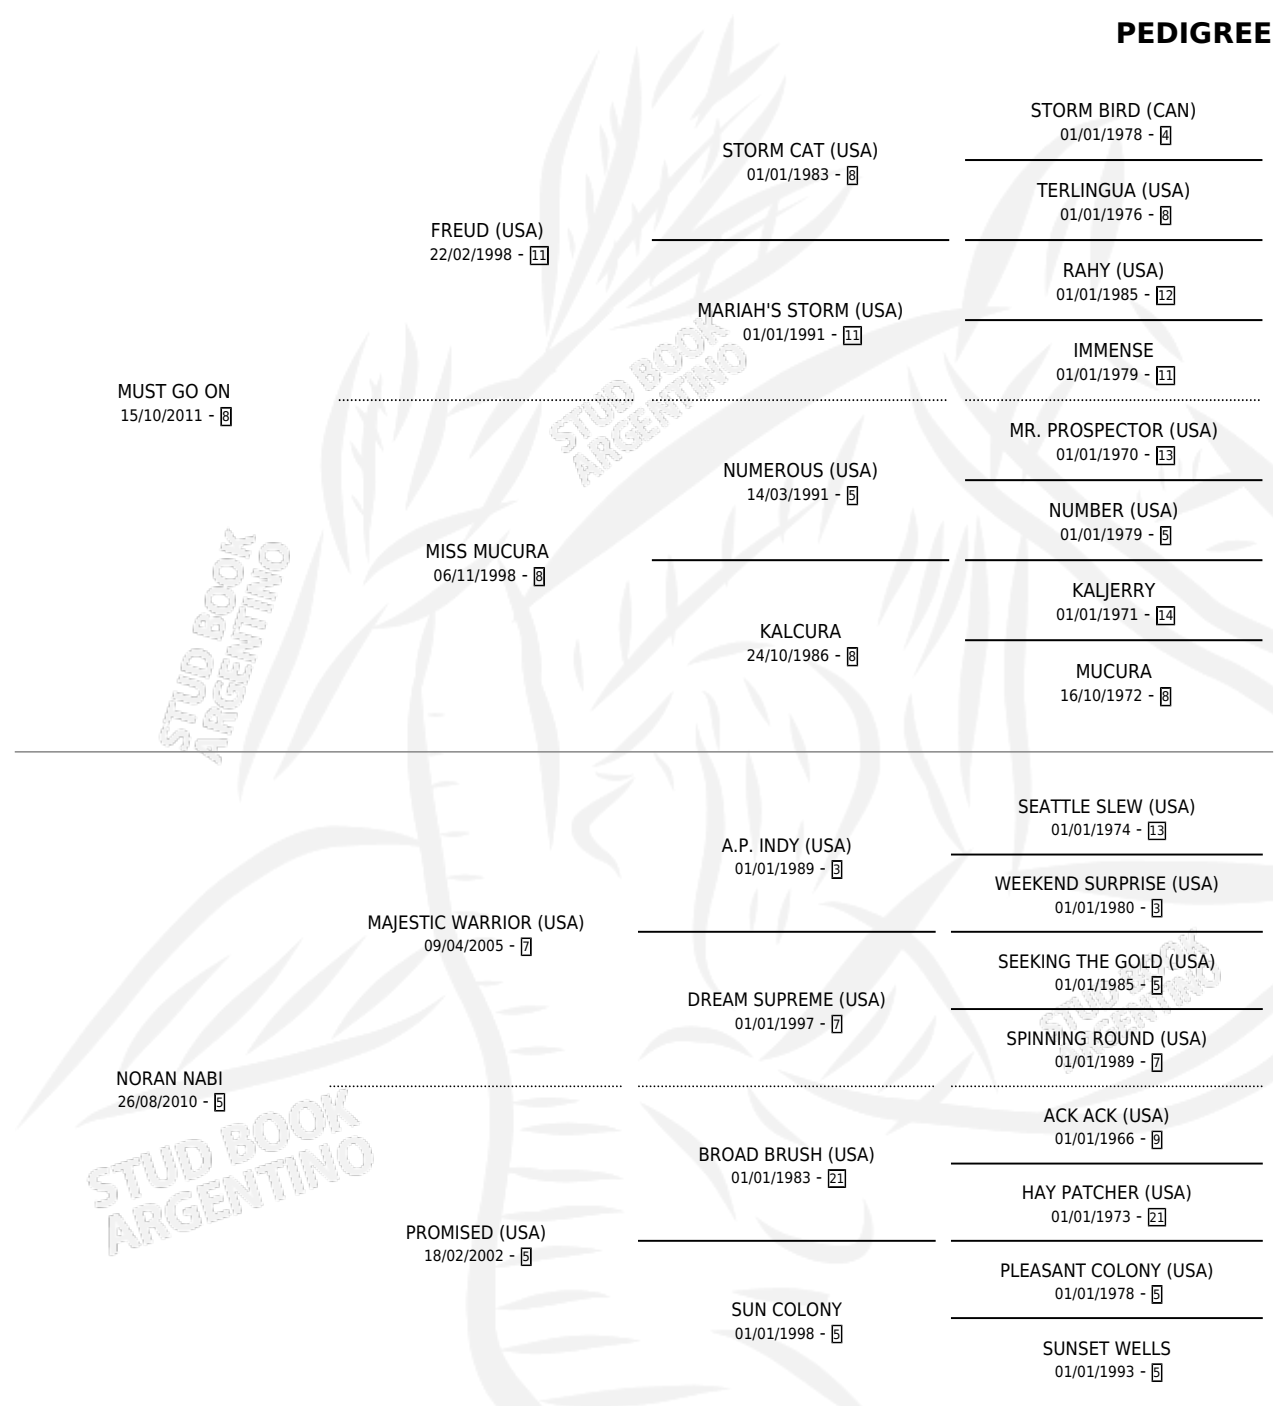 PEDIGREE
STORM BIRD (CAN)
01/01/1978 - 4
STORM CAT (USA)
01/01/1983 - 8
TERLINGUA (USA)
01/01/1976 - 8
FREUD (USA)
22/02/1998 - 11
RAHY (USA)
01/01/1985 - 12
MARIAH'S STORM (USA)
01/01/1991 - 11
IMMENSE
01/01/1979 - 11
MUST GO ON
15/10/2011 - 8
MR. PROSPECTOR (USA)
01/01/1970 - 13
NUMEROUS (USA)
14/03/1991 - 5
NUMBER (USA)
01/01/1979 - 5
MISS MUCURA
06/11/1998 - 8
KALJERRY
01/01/1971 - 14
KALCURA
24/10/1986 - 8
MUCURA
16/10/1972 - 8
SEATTLE SLEW (USA)
01/01/1974 - 13
A.P. INDY (USA)
01/01/1989 - 3
WEEKEND SURPRISE (USA)
01/01/1980 - 3
MAJESTIC WARRIOR (USA)
09/04/2005 - 7
SEEKING THE GOLD (USA)
01/01/1985 - 5
DREAM SUPREME (USA)
01/01/1997 - 7
SPINNING ROUND (USA)
01/01/1989 - 7
NORAN NABI
26/08/2010 - 5
ACK ACK (USA)
01/01/1966 - 9
BROAD BRUSH (USA)
01/01/1983 - 21
HAY PATCHER (USA)
01/01/1973 - 21
PROMISED (USA)
18/02/2002 - 5
PLEASANT COLONY (USA)
01/01/1978 - 5
SUN COLONY
01/01/1998 - 5
SUNSET WELLS
01/01/1993 - 5
STUD BOOK
ARGENTINO
STUD BOOK
ARGENTINO
STUD BOOK
ARGENTINO
STUD BOOK
ARGENTINO